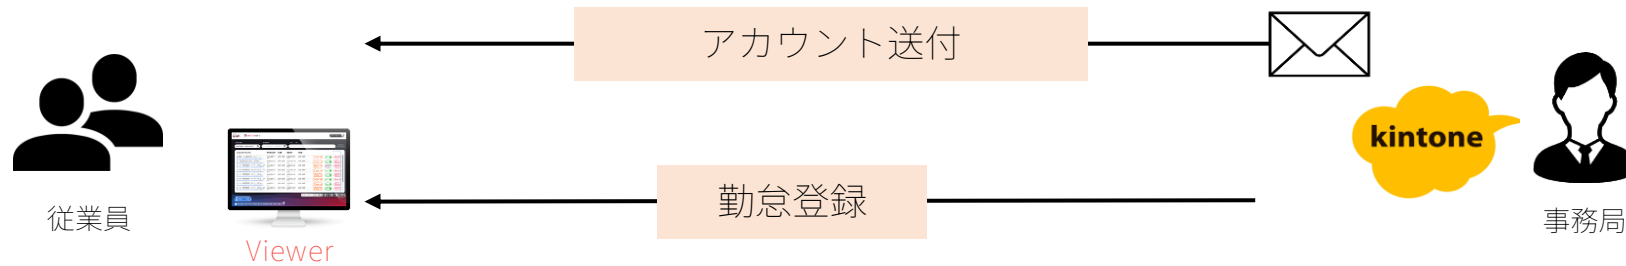 アカウント送付
kintone
勤怠登録
従業員
事務局
Viewer